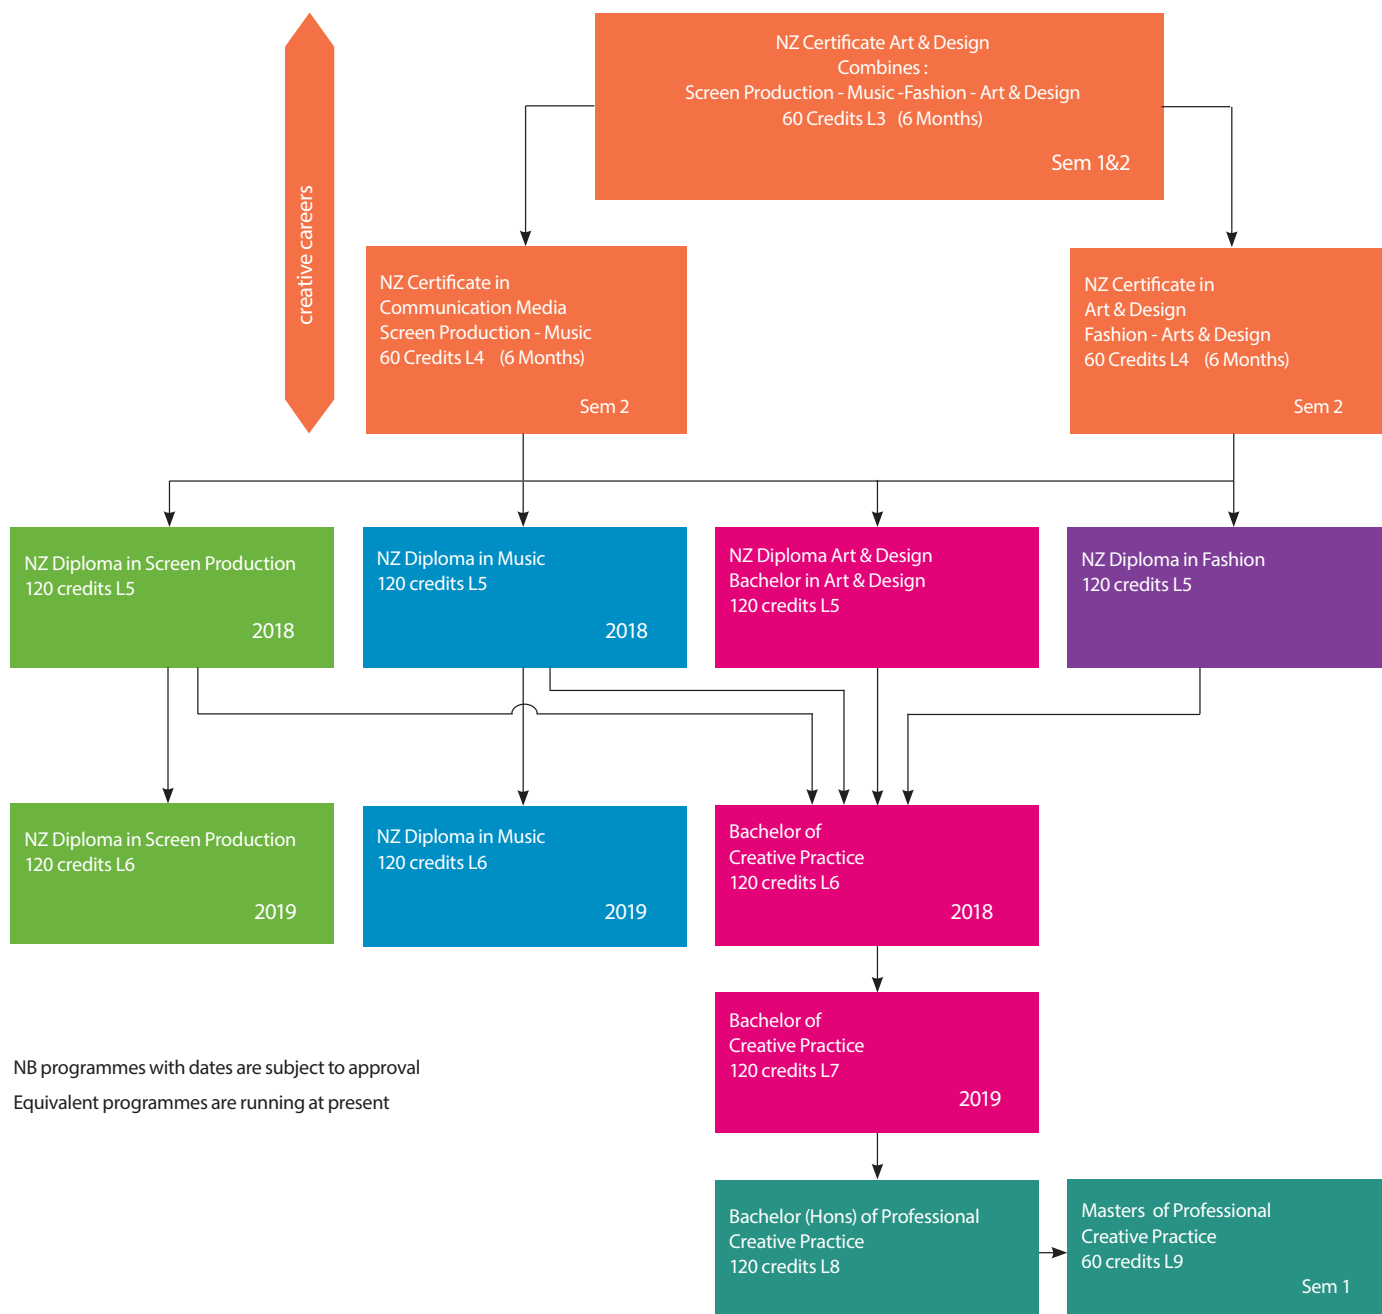 NZ Certificate Art & Design
Combines :
Screen Production - Music -Fashion - Art & Design
60 Credits L3 (6 Months)
Sem 1&2
creative careers
NZ Certificate in
Communication Media
Screen Production - Music
60 Credits L4 (6 Months)
Sem 2
NZ Certificate in
Art & Design
Fashion - Arts & Design
60 Credits L4 (6 Months)
Sem 2
NZ Diploma in Screen Production
120 credits L5
2018
NZ Diploma in Music
120 credits L5
2018
NZ Diploma Art & Design
Bachelor in Art & Design
120 credits L5
NZ Diploma in Fashion
120 credits L5
NZ Diploma in Screen Production
120 credits L6
2019
NZ Diploma in Music
120 credits L6
2019
Bachelor of
Creative Practice
120 credits L6
2018
Bachelor of
Creative Practice
120 credits L7
2019
NB programmes with dates are subject to approval
Equivalent programmes are running at present
Bachelor (Hons) of Professional
Creative Practice
120 credits L8
Masters of Professional
Creative Practice
60 credits L9
Sem 1